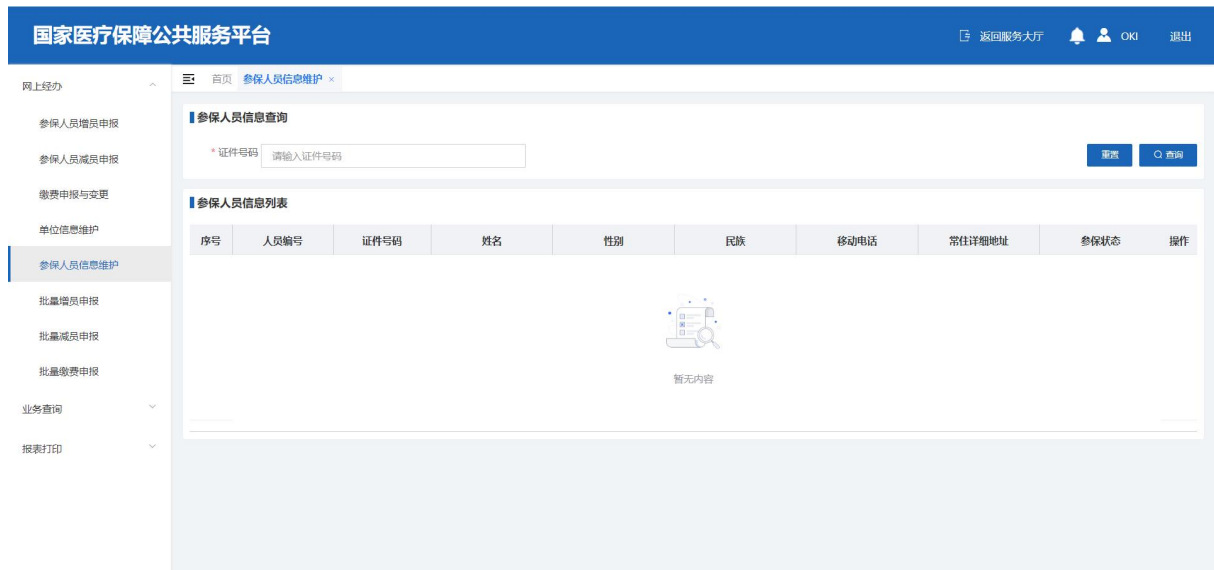 国家医疗保障公共服务平台
返回服务大厅 OKI 退出
网上经办
参保人员增员申报
参保人员减员申报
缴费申报与变更
单位信息维护
参保人员信息维护
批量增员申报
批量减员申报
批量缴费申报
业务查询
报表打印
首页 参保人员信息维护 ×
参保人员信息查询
* 证件号码 请输入证件号码 重置 查询
参保人员信息列表
序号 人员编号 证件号码 姓名 性别 民族 移动电话 常住详细地址 参保状态 操作
暂无内容